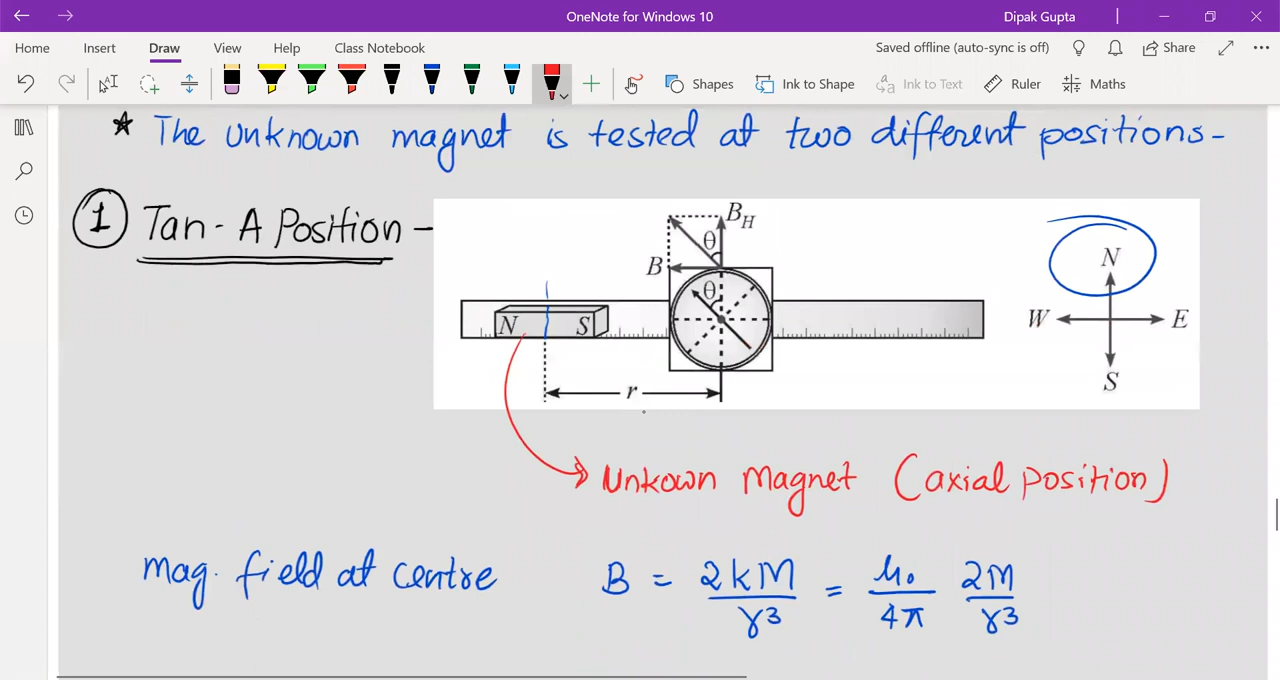 OneNote for Windows 10
Dipak Gupta
Home Insert Draw View Help Class Notebook
Saved offline (auto-sync is off) Share
Shapes Ink to Shape Ink to Text Ruler Maths
* The unknown magnet is tested at two different positions-
1 Tan-A Position-
B_H
θ
B
θ
N S
r
N
W E
S
Unkown Magnet (axial position)
mag. field at centre B = 2kM/r³ = μ₀/4π 2M/r³